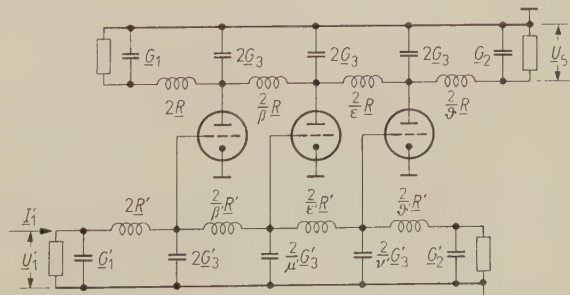 G₁ 2G₃ 2G₃ 2G₃ G₂ U₅
2R 2/β R 2/ε R 2/ϑ R
I′₁ 2R′ 2/β′ R′ 2/ε′ R′ 2/ϑ′ R′
U′₁ G′₁ 2G′₃ 2/μ′ G′₃ 2/ν′ G′₃ G′₂